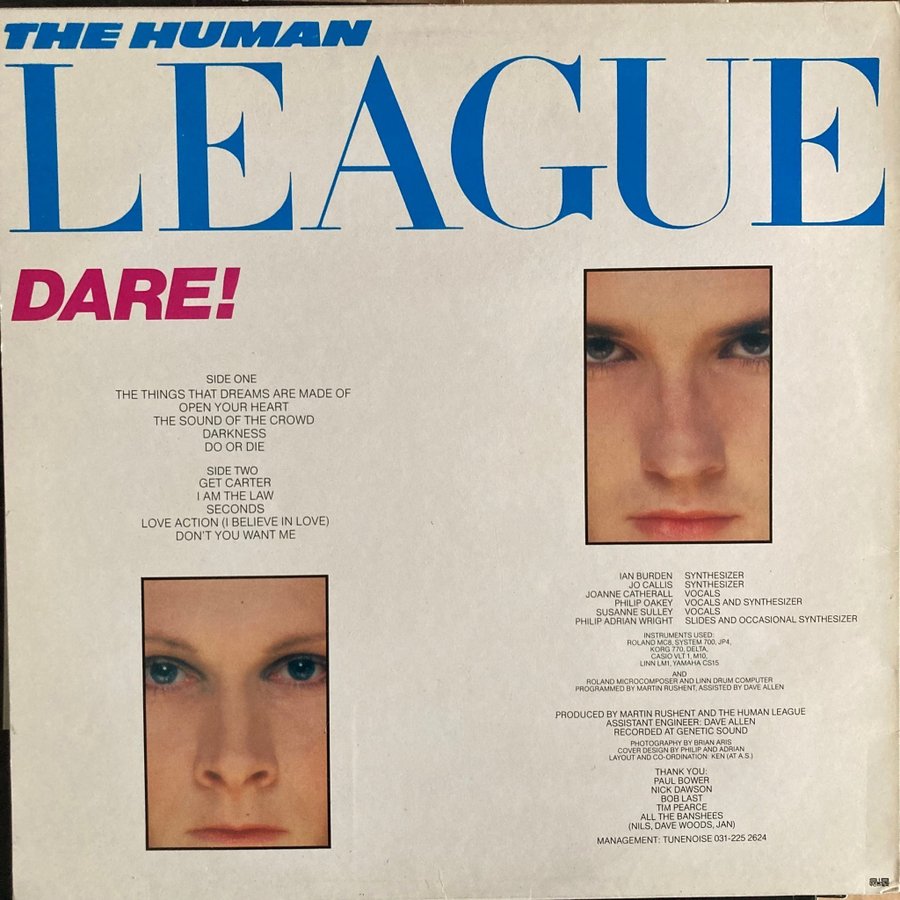 THE HUMAN
LEAGUE
DARE!
SIDE ONE
THE THINGS THAT DREAMS ARE MADE OF
OPEN YOUR HEART
THE SOUND OF THE CROWD
DARKNESS
DO OR DIE
SIDE TWO
GET CARTER
I AM THE LAW
SECONDS
LOVE ACTION (I BELIEVE IN LOVE)
DON'T YOU WANT ME
IAN BURDEN SYNTHESIZER
JO CALLIS SYNTHESIZER
JOANNE CATHERALL VOCALS
PHILIP OAKEY VOCALS AND SYNTHESIZER
SUSANNE SULLEY VOCALS
PHILIP ADRIAN WRIGHT SLIDES AND OCCASIONAL SYNTHESIZER
INSTRUMENTS USED:
ROLAND MC8, SYSTEM 700, JP4,
KORG 770, DELTA,
CASIO VLT 1, M10,
LINN LM1, YAMAHA CS15
AND
ROLAND MICROCOMPOSER AND LINN DRUM COMPUTER
PROGRAMMED BY MARTIN RUSHENT, ASSISTED BY DAVE ALLEN
PRODUCED BY MARTIN RUSHENT AND THE HUMAN LEAGUE
ASSISTANT ENGINEER: DAVE ALLEN
RECORDED AT GENETIC SOUND
PHOTOGRAPHY BY BRIAN ARIS
COVER DESIGN BY PHILIP AND ADRIAN
LAYOUT AND CO-ORDINATION: KEN (AT A.S.)
THANK YOU:
PAUL BOWER
NICK DAWSON
BOB LAST
TIM PEARCE
ALL THE BANSHEES
(NILS, DAVE WOODS, JAN)
MANAGEMENT: TUNENOISE 031-225 2624